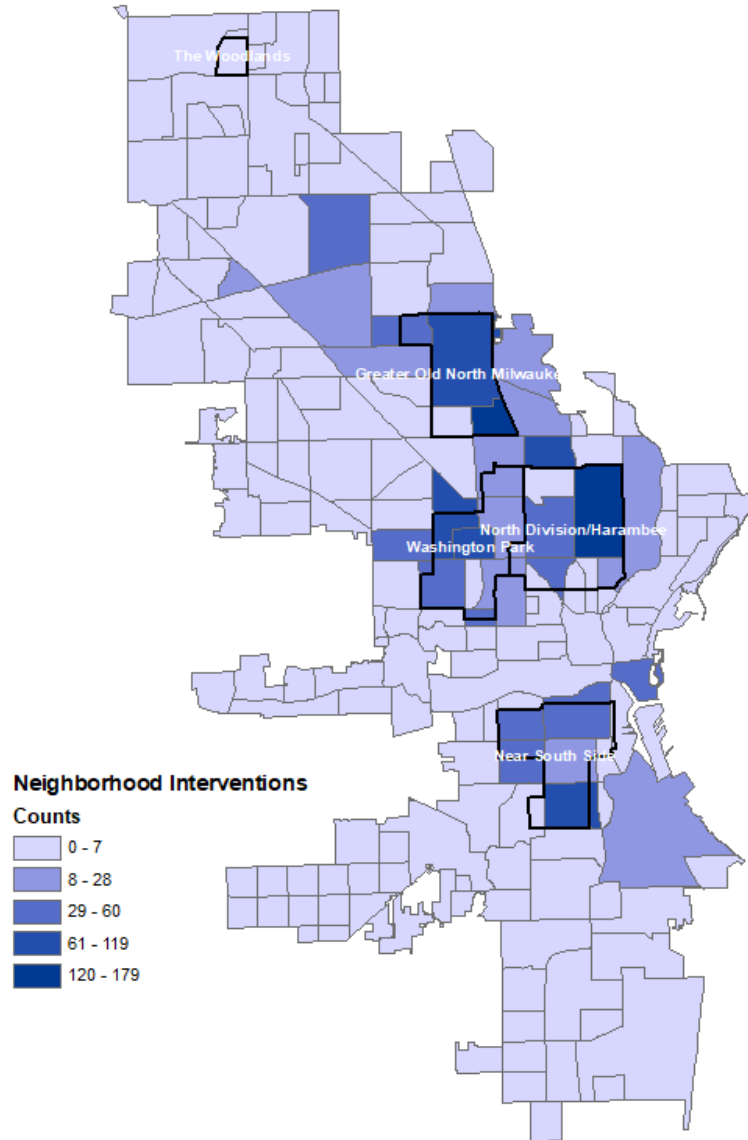 The Woodlands
Greater Old North Milwauke
North Division/Harambee
Washington Park
Near South Side
Neighborhood Interventions
Counts
0 - 7
8 - 28
29 - 60
61 - 119
120 - 179